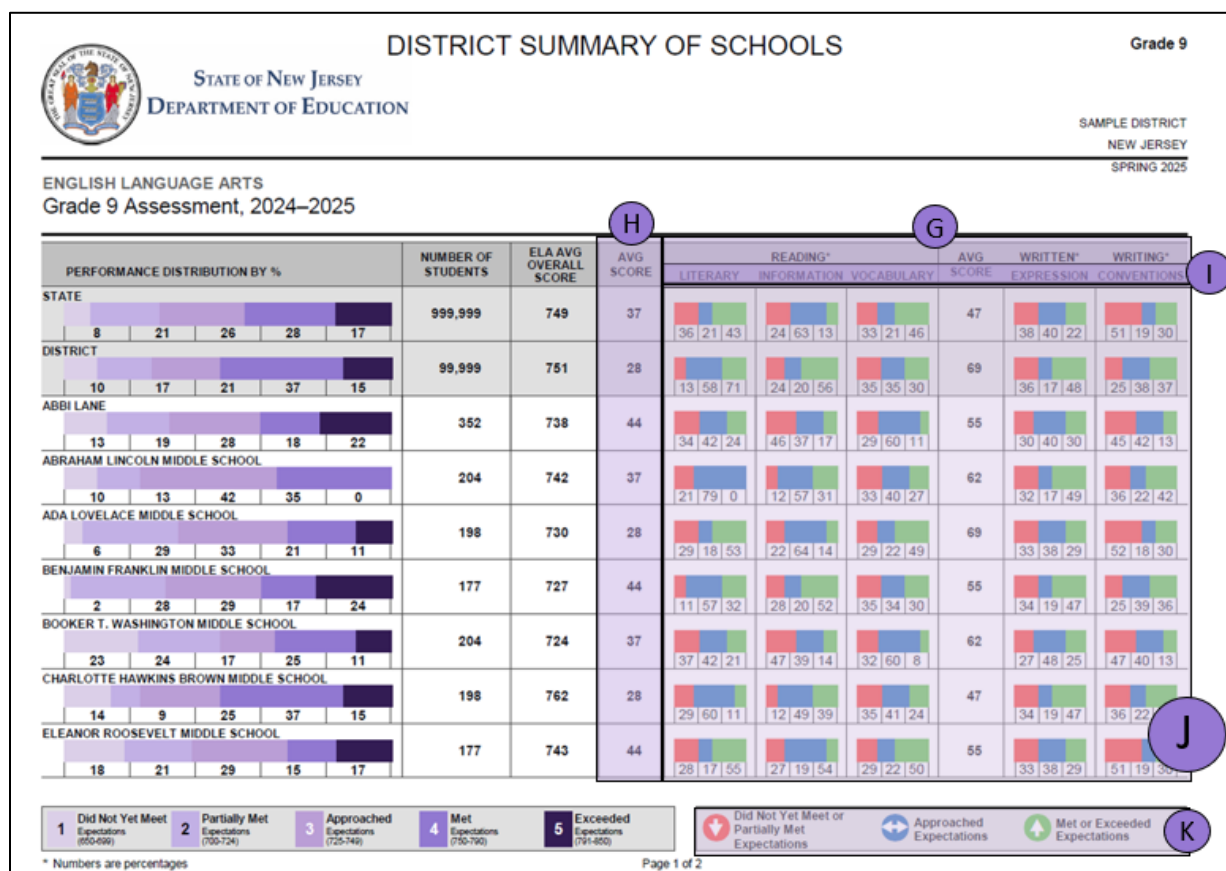 DISTRICT SUMMARY OF SCHOOLS
Grade 9
THE GREAT SEAL OF THE STATE OF NEW JERSEY
STATE OF NEW JERSEY
DEPARTMENT OF EDUCATION
SAMPLE DISTRICT
NEW JERSEY
SPRING 2025
ENGLISH LANGUAGE ARTS
Grade 9 Assessment, 2024–2025
H
G
PERFORMANCE DISTRIBUTION BY % NUMBER OF STUDENTS ELA AVG OVERALL SCORE AVG SCORE READING* AVG SCORE WRITTEN* WRITING*
LITERARY INFORMATION VOCABULARY EXPRESSION CONVENTIONS
I
STATE
999,999 749 37 47
8 21 26 28 17 36 21 43 24 63 13 33 21 46 38 40 22 51 19 30
DISTRICT
99,999 751 28 69
10 17 21 37 15 13 58 71 24 20 56 35 35 30 36 17 48 25 38 37
ABBI LANE
352 738 44 55
13 19 28 18 22 34 42 24 46 37 17 29 60 11 30 40 30 45 42 13
ABRAHAM LINCOLN MIDDLE SCHOOL
204 742 37 62
10 13 42 35 0 21 79 0 12 57 31 33 40 27 32 17 49 36 22 42
ADA LOVELACE MIDDLE SCHOOL
198 730 28 69
6 29 33 21 11 29 18 53 22 64 14 29 22 49 33 38 29 52 18 30
BENJAMIN FRANKLIN MIDDLE SCHOOL
177 727 44 55
2 28 29 17 24 11 57 32 28 20 52 35 34 30 34 19 47 25 39 36
BOOKER T. WASHINGTON MIDDLE SCHOOL
204 724 37 62
23 24 17 25 11 37 42 21 47 39 14 32 60 8 27 48 25 47 40 13
CHARLOTTE HAWKINS BROWN MIDDLE SCHOOL
198 762 28 47
14 9 25 37 15 29 60 11 12 49 39 35 41 24 34 19 47 36 22
ELEANOR ROOSEVELT MIDDLE SCHOOL
177 743 44 55
18 21 29 15 17 28 17 55 27 19 54 29 22 50 33 38 29 51 19
J
1 Did Not Yet Meet Expectations (650-699)
2 Partially Met Expectations (700-724)
3 Approached Expectations (725-749)
4 Met Expectations (750-790)
5 Exceeded Expectations (791-850)
Did Not Yet Meet or
Partially Met
Expectations
Approached
Expectations
Met or Exceeded
Expectations
K
* Numbers are percentages
Page 1 of 2